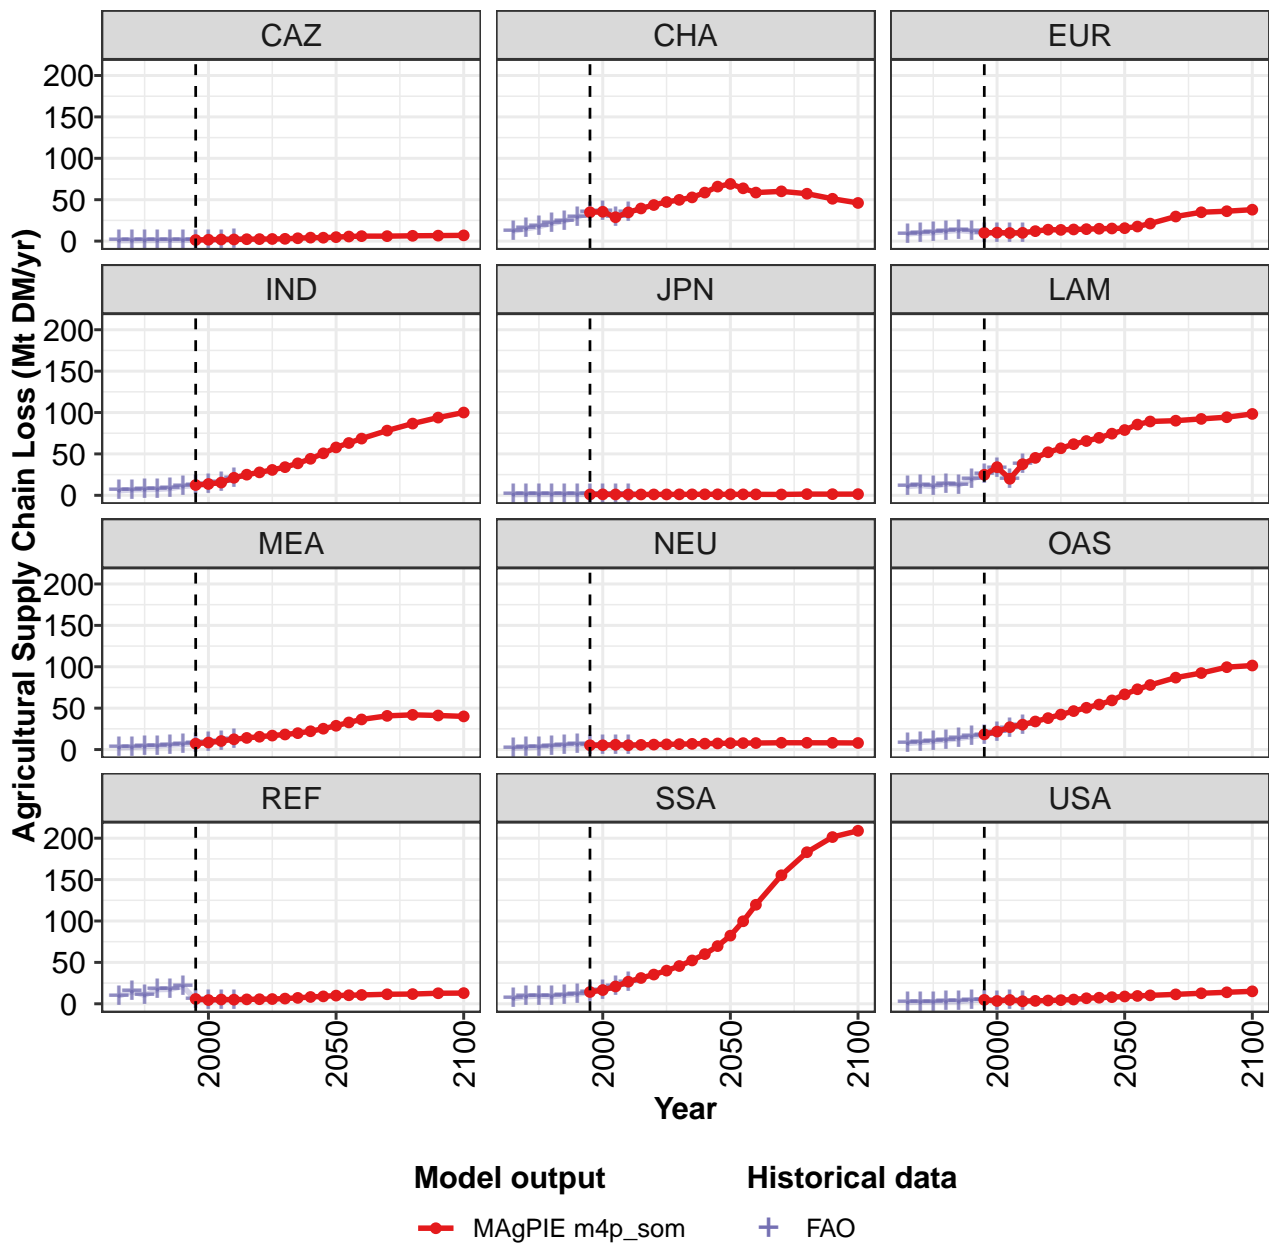 CAZ CHA EUR
200
150
100
50
0
IND JPN LAM
200
150
100
50
0
MEA NEU OAS
200
150
100
50
0
REF SSA USA
200
150
100
50
0
Agricultural Supply Chain Loss (Mt DM/yr)
2000 2050 2100 2000 2050 2100 2000 2050 2100
Year
Model output Historical data
MAgPIE m4p_som FAO